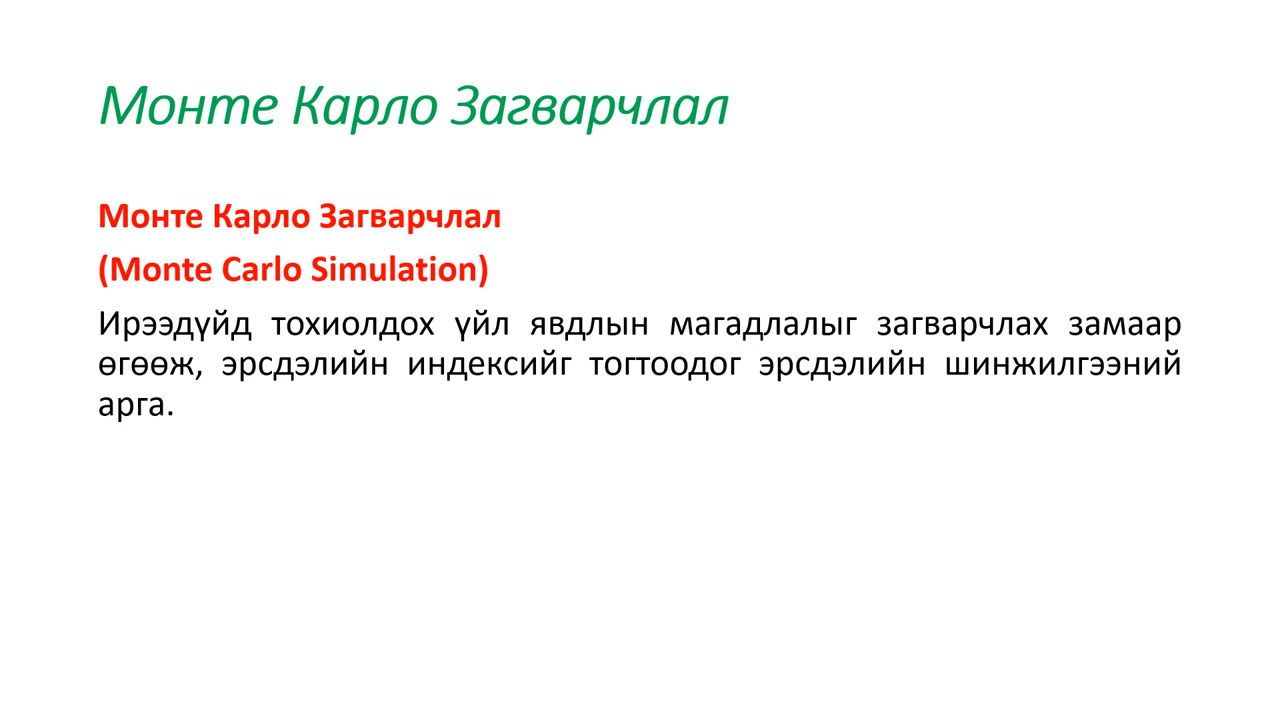 Монте Карло Загварчлал
Монте Карло Загварчлал
(Monte Carlo Simulation)
Ирээдүйд тохиолдох үйл явдлын магадлалыг загварчлах замаар
өгөөж, эрсдэлийн индексийг тогтоодог эрсдэлийн шинжилгээний
арга.